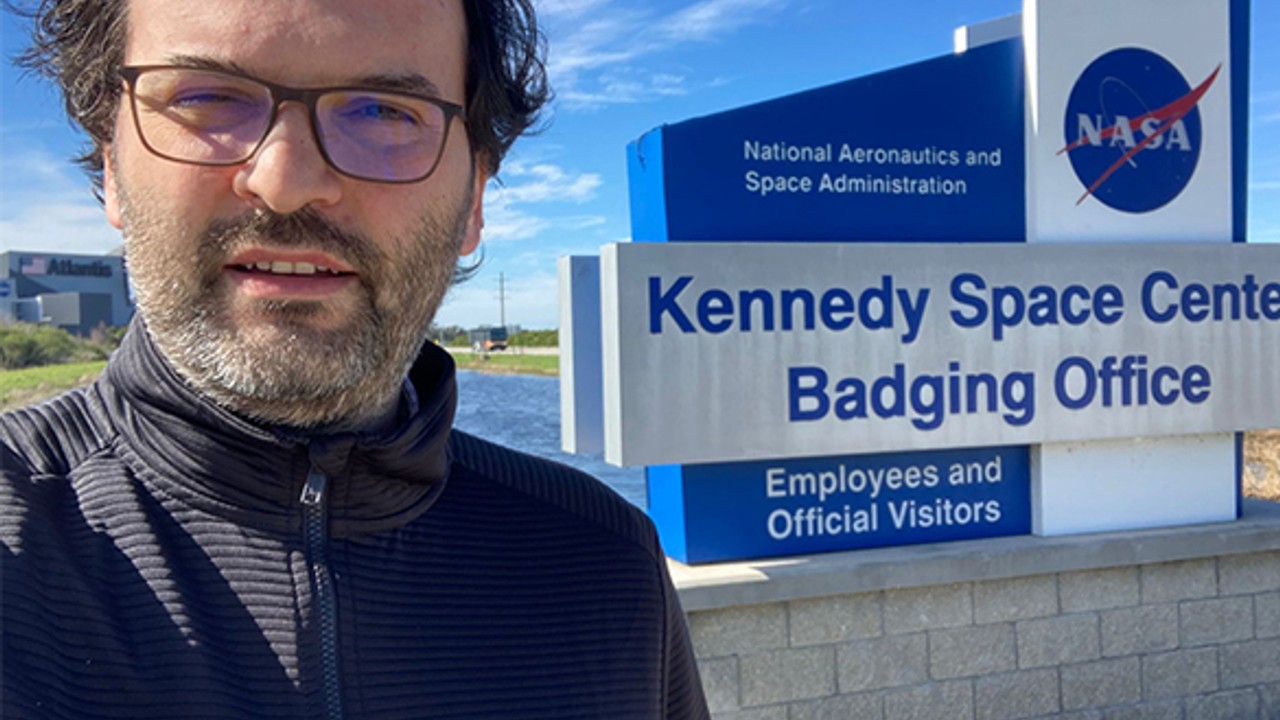 National Aeronautics and
Space Administration
NASA
Kennedy Space Cente
Badging Office
Employees and
Official Visitors
Atlantis